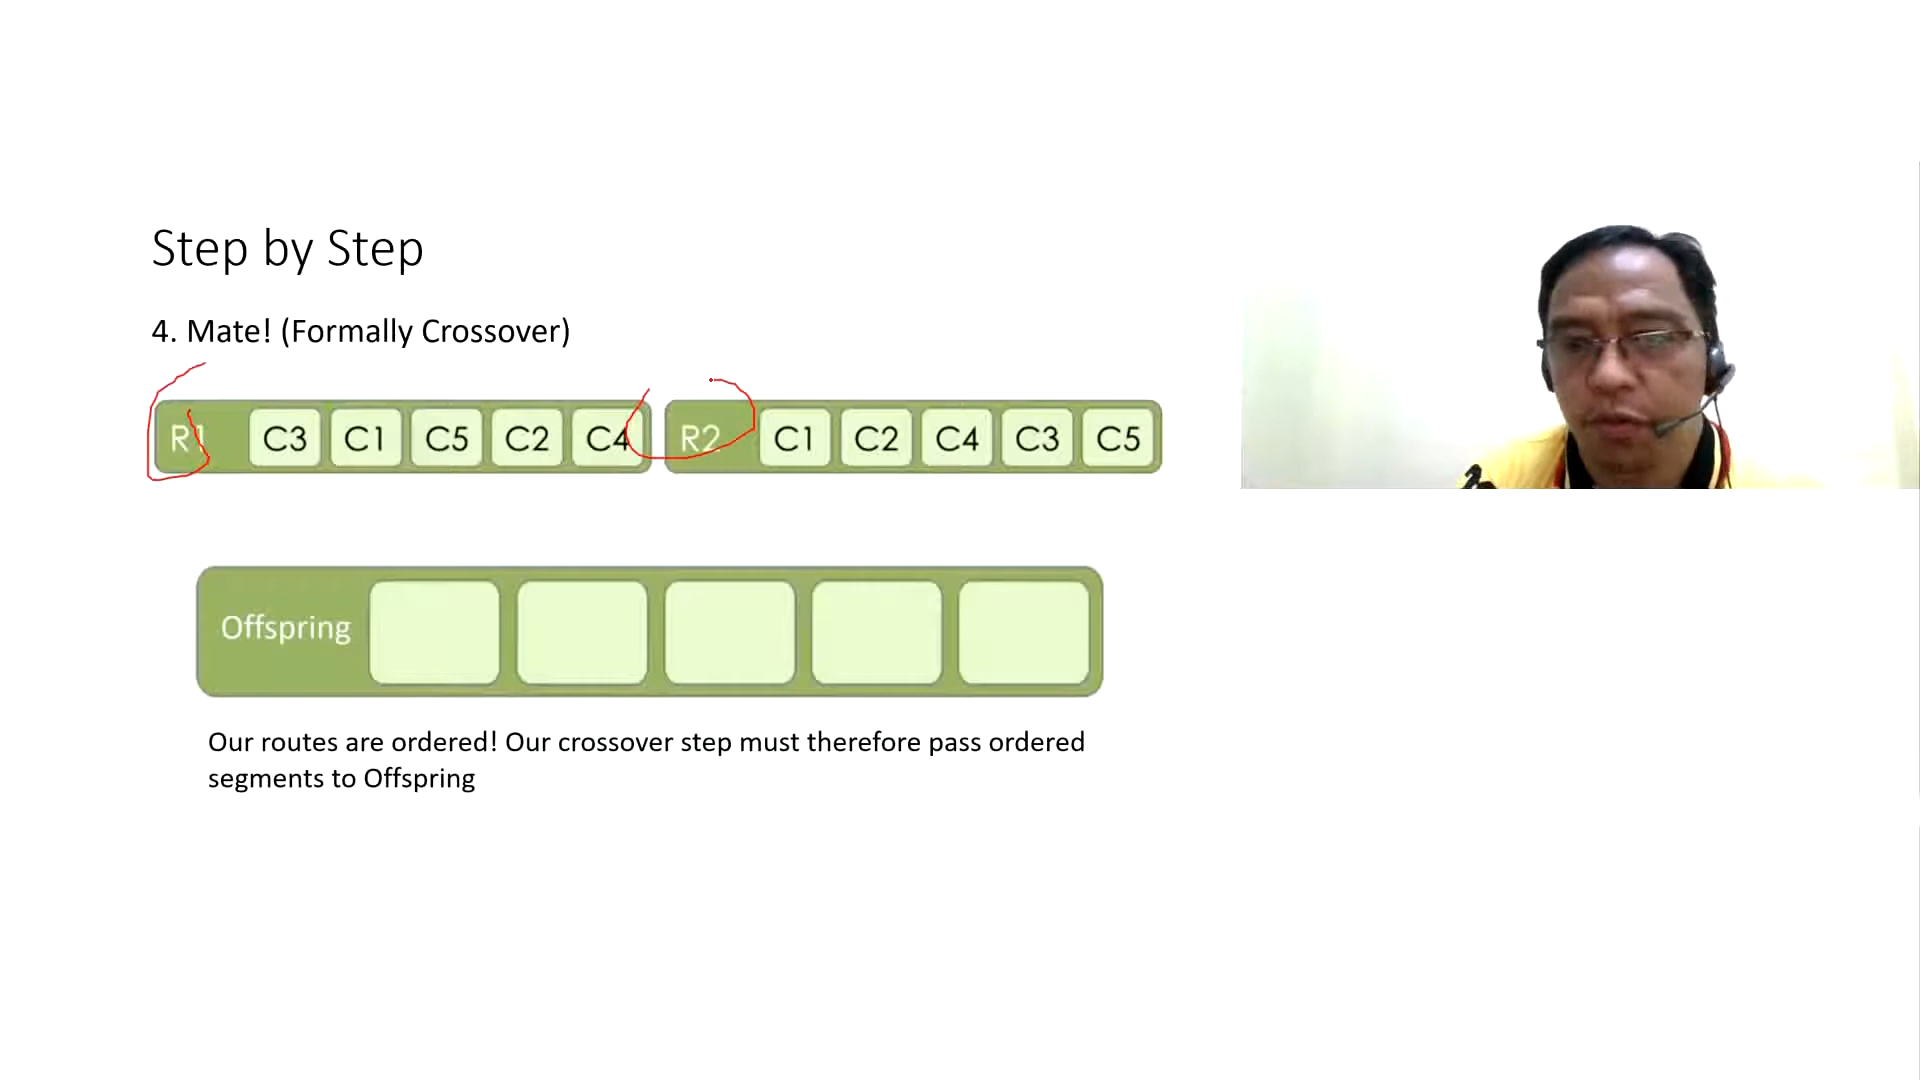 Step by Step
4. Mate! (Formally Crossover)
R1 C3 C1 C5 C2 C4 R2 C1 C2 C4 C3 C5
Offspring
Our routes are ordered! Our crossover step must therefore pass ordered
segments to Offspring